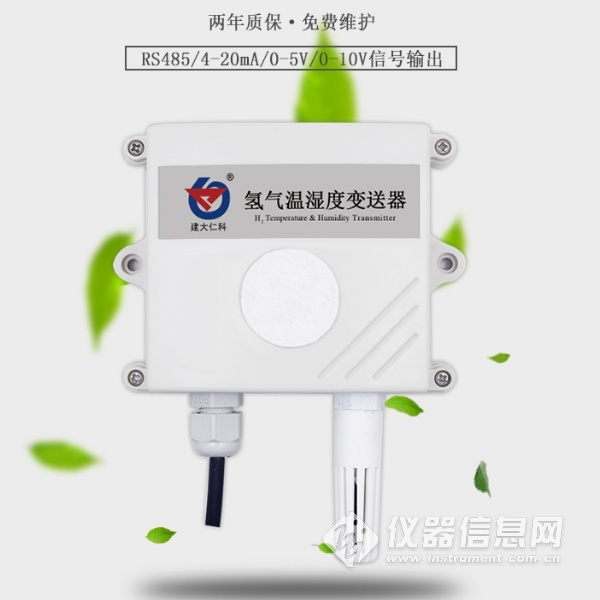 两年质保·免费维护
RS485/4-20mA/0-5V/0-10V信号输出
®
氢气温湿度变送器
H₂ Temperature & Humidity Transmitter
建大仁科
仪器信息网
www.instrument.com.cn